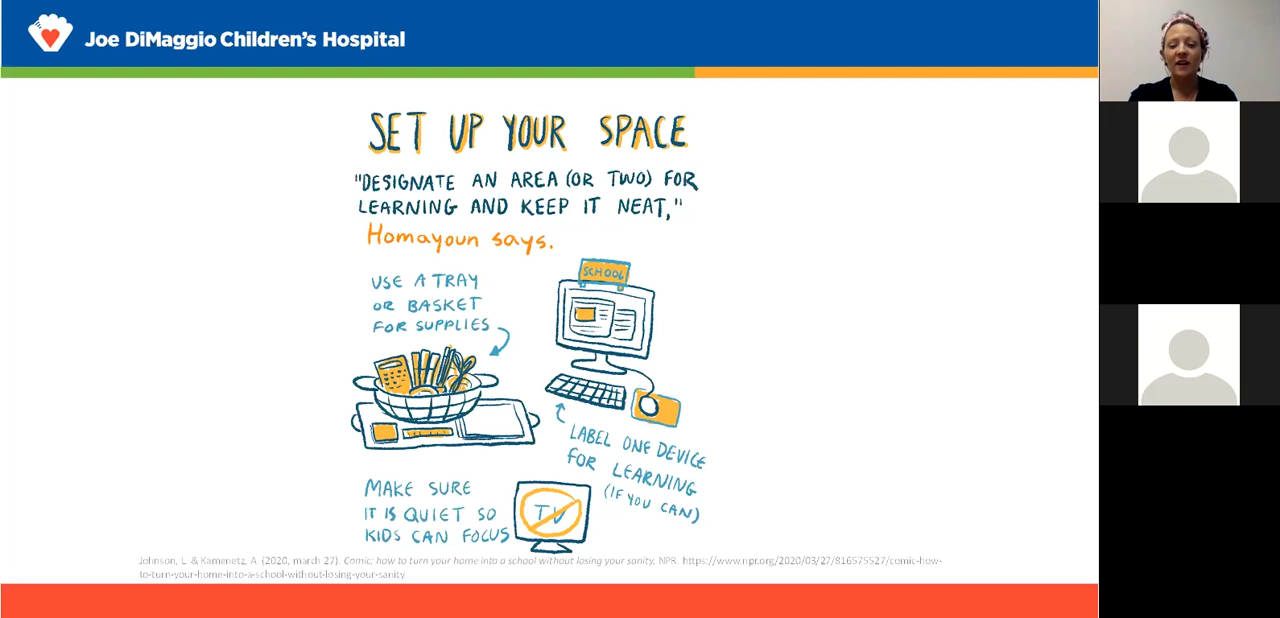 Joe DiMaggio Children's Hospital
SET UP YOUR SPACE
"DESIGNATE AN AREA (OR TWO) FOR
LEARNING AND KEEP IT NEAT,"
Homayoun says.
USE A TRAY
OR BASKET
FOR SUPPLIES
SCHOOL
LABEL ONE DEVICE
FOR LEARNING
(IF YOU CAN)
MAKE SURE
IT IS QUIET SO
KIDS CAN FOCUS
TV
Johnson, L. & Kamenetz, A. (2020, march 27). Comic; how to turn your home into a school without losing your sanity. NPR. https://www.npr.org/2020/03/27/816575527/comic-how-
to-turn-your-home-into-a-school-without-losing-your-sanity